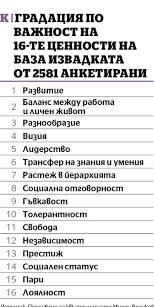 К | ГРАДАЦИЯ ПО
ВАЖНОСТ НА
16-ТЕ ЦЕННОСТИ НА
БАЗА ИЗВАДКАТА
ОТ 2581 АНКЕТИРАНИ
1 Развитие
2 Баланс между работа
и личен живот
3 Разнообразие
4 Визия
5 Лидерство
6 Трансфер на знания и умения
7 Растеж в йерархията
8 Социална отговорност
9 Гъвкавост
10 Толерантност
11 Свобода
12 Независимост
13 Престиж
14 Социален статус
15 Пари
16 Лоялност